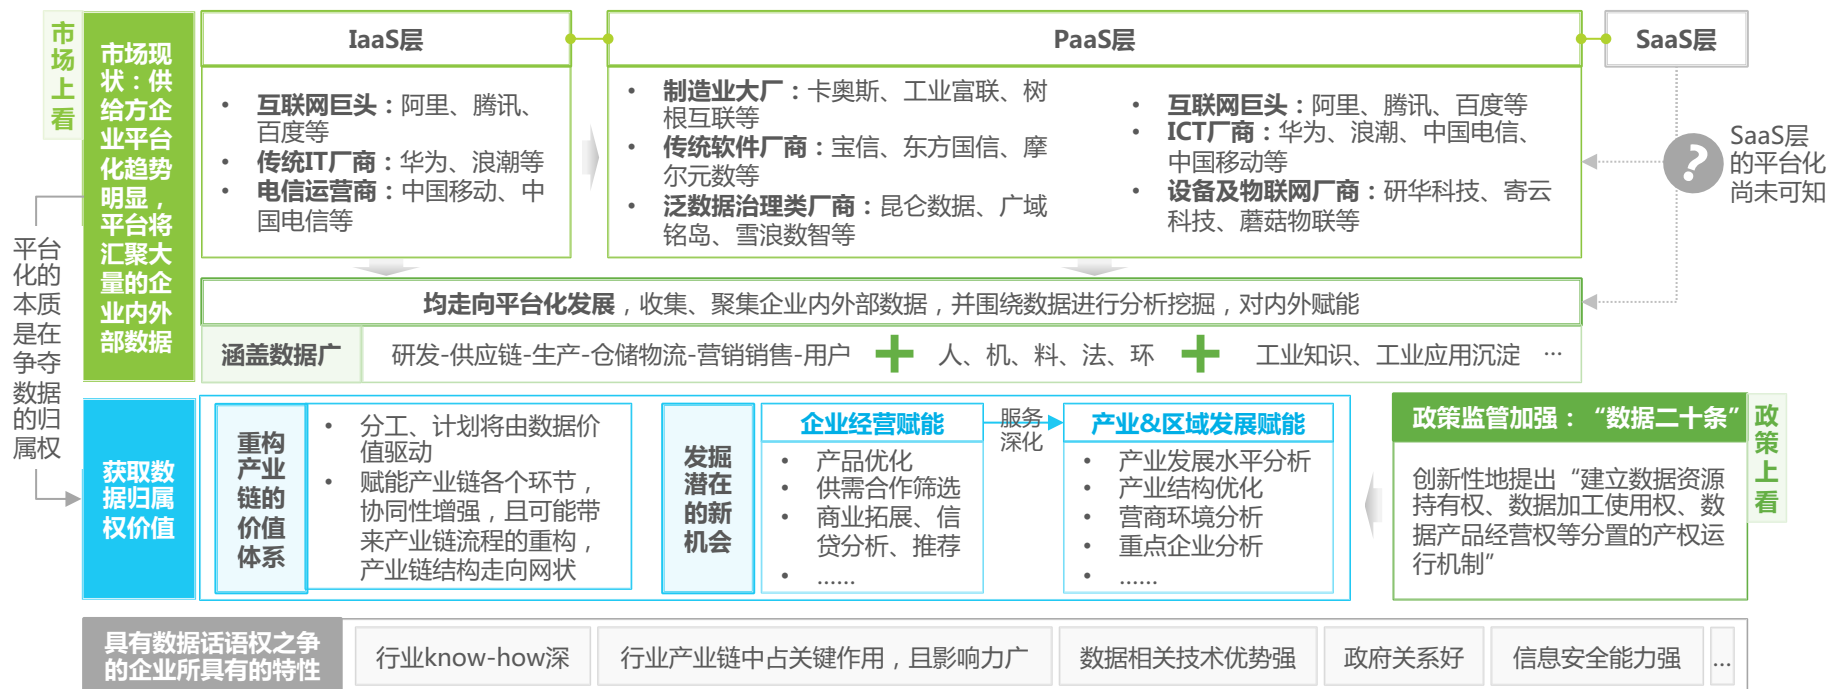 市
场
上
看
市场现
状：供
给方企
业平台
化趋势
明显，
平台将
汇聚大
量的企
业内外
部数据
IaaS层
PaaS层
SaaS层
• 互联网巨头：阿里、腾讯、
百度等
• 传统IT厂商：华为、浪潮等
• 电信运营商：中国移动、中
国电信等
• 制造业大厂：卡奥斯、工业富联、树
根互联等
• 传统软件厂商：宝信、东方国信、摩
尔元数等
• 泛数据治理类厂商：昆仑数据、广域
铭岛、雪浪数智等
• 互联网巨头：阿里、腾讯、百度等
• ICT厂商：华为、浪潮、中国电信、
中国移动等
• 设备及物联网厂商：研华科技、寄云
科技、蘑菇物联等
?
SaaS层
的平台化
尚未可知
平台
化的
本质
是在
争夺
数据
的归
属权
均走向平台化发展，收集、聚集企业内外部数据，并围绕数据进行分析挖掘，对内外赋能
涵盖数据广
研发-供应链-生产-仓储物流-营销销售-用户
人、机、料、法、环
工业知识、工业应用沉淀 ...
获取数
据归属
权价值
重构
产业
链的
价值
体系
• 分工、计划将由数据价
值驱动
• 赋能产业链各个环节，
协同性增强，且可能带
来产业链流程的重构，
产业链结构走向网状
发掘
潜在
的新
机会
企业经营赋能
• 产品优化
• 供需合作筛选
• 商业拓展、信
贷分析、推荐
• ......
服务
深化
产业&区域发展赋能
• 产业发展水平分析
• 产业结构优化
• 营商环境分析
• 重点企业分析
• ......
政策监管加强：“数据二十条”
创新性地提出“建立数据资源
持有权、数据加工使用权、数
据产品经营权等分置的产权运
行机制”
政
策
上
看
具有数据话语权之争
的企业所具有的特性
行业know-how深
行业产业链中占关键作用，且影响力广
数据相关技术优势强
政府关系好
信息安全能力强
...